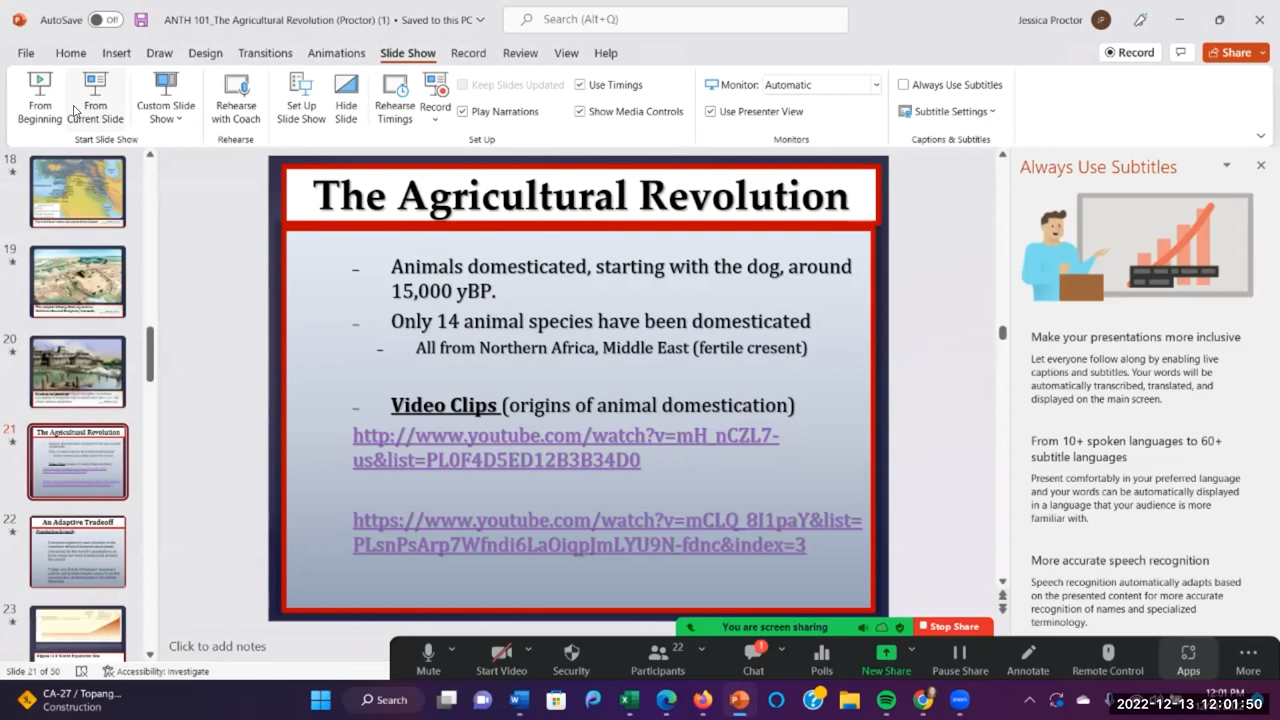 AutoSave Off ANTH 101_The Agricultural Revolution (Proctor) (1) • Saved to this PC Search (Alt+Q) Jessica Proctor JP
File Home Insert Draw Design Transitions Animations Slide Show Record Review View Help Record Share
From Beginning
From Current Slide
Custom Slide Show
Rehearse with Coach
Set Up Slide Show
Hide Slide
Rehearse Timings
Record
Keep Slides Updated
Play Narrations
Use Timings
Show Media Controls
Monitor: Automatic
Use Presenter View
Always Use Subtitles
Subtitle Settings
Start Slide Show Rehearse Set Up Monitors Captions & Subtitles
18
19
20
21
The Agricultural Revolution
22
An Adaptive Tradeoff
23
The Agricultural Revolution
- Animals domesticated, starting with the dog, around
15,000 yBP.
- Only 14 animal species have been domesticated
- All from Northern Africa, Middle East (fertile cresent)
- Video Clips (origins of animal domestication)
http://www.youtube.com/watch?v=mH_nCZ77-
us&list=PL0F4D5ED12B3B34D0
Always Use Subtitles
Make your presentations more inclusive
Let everyone follow along by enabling live
captions and subtitles. Your words will be
automatically transcribed, translated, and
displayed on the main screen.
From 10+ spoken languages to 60+
subtitle languages
Present comfortably in your preferred language
and your words can be automatically displayed
in a language that your audience is more
familiar with.
More accurate speech recognition
Speech recognition automatically adapts based
on the presented content for more accurate
recognition of names and specialized
terminology.
You are screen sharing Stop Share
Click to add notes
Slide 21 of 50 Accessibility: Investigate
Mute Start Video Security Participants 22 Chat 1 Polls New Share Pause Share Annotate Remote Control Apps More
CA-27 / Topang...
Construction
Search
12:01 PM
2022-12-13 12:01:50